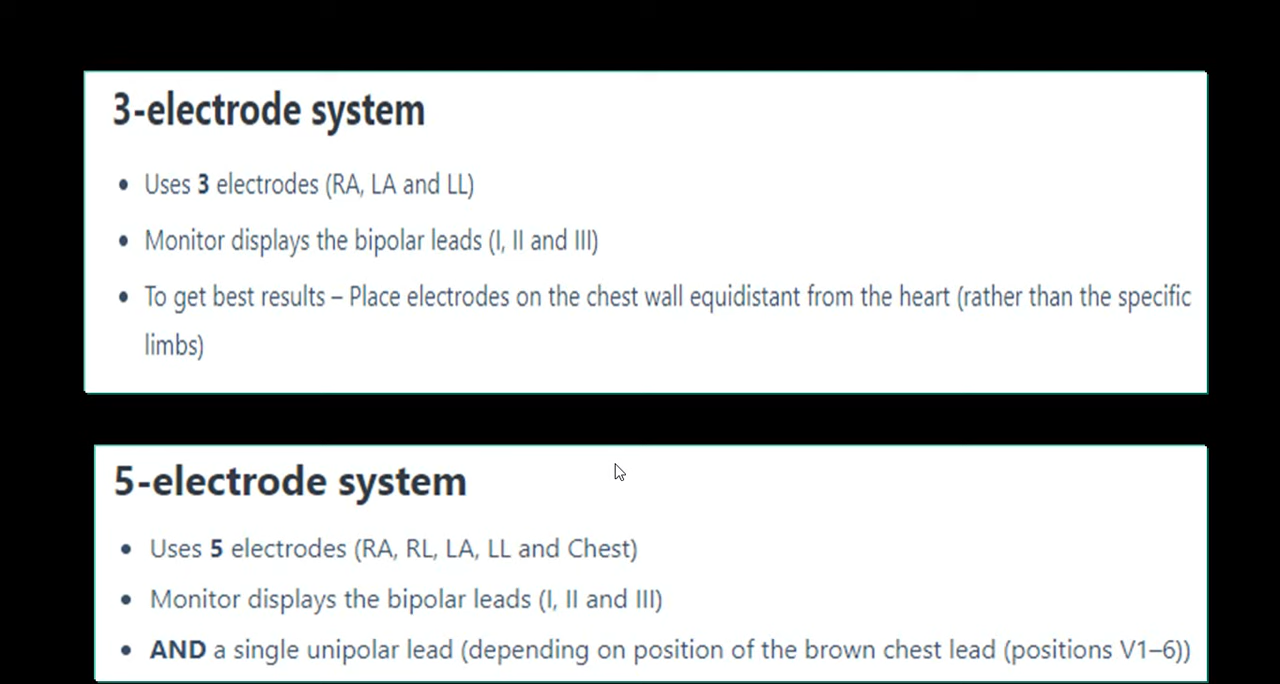 3-electrode system
Uses 3 electrodes (RA, LA and LL)
Monitor displays the bipolar leads (I, II and III)
To get best results – Place electrodes on the chest wall equidistant from the heart (rather than the specific
limbs)
5-electrode system
Uses 5 electrodes (RA, RL, LA, LL and Chest)
Monitor displays the bipolar leads (I, II and III)
AND a single unipolar lead (depending on position of the brown chest lead (positions V1–6))